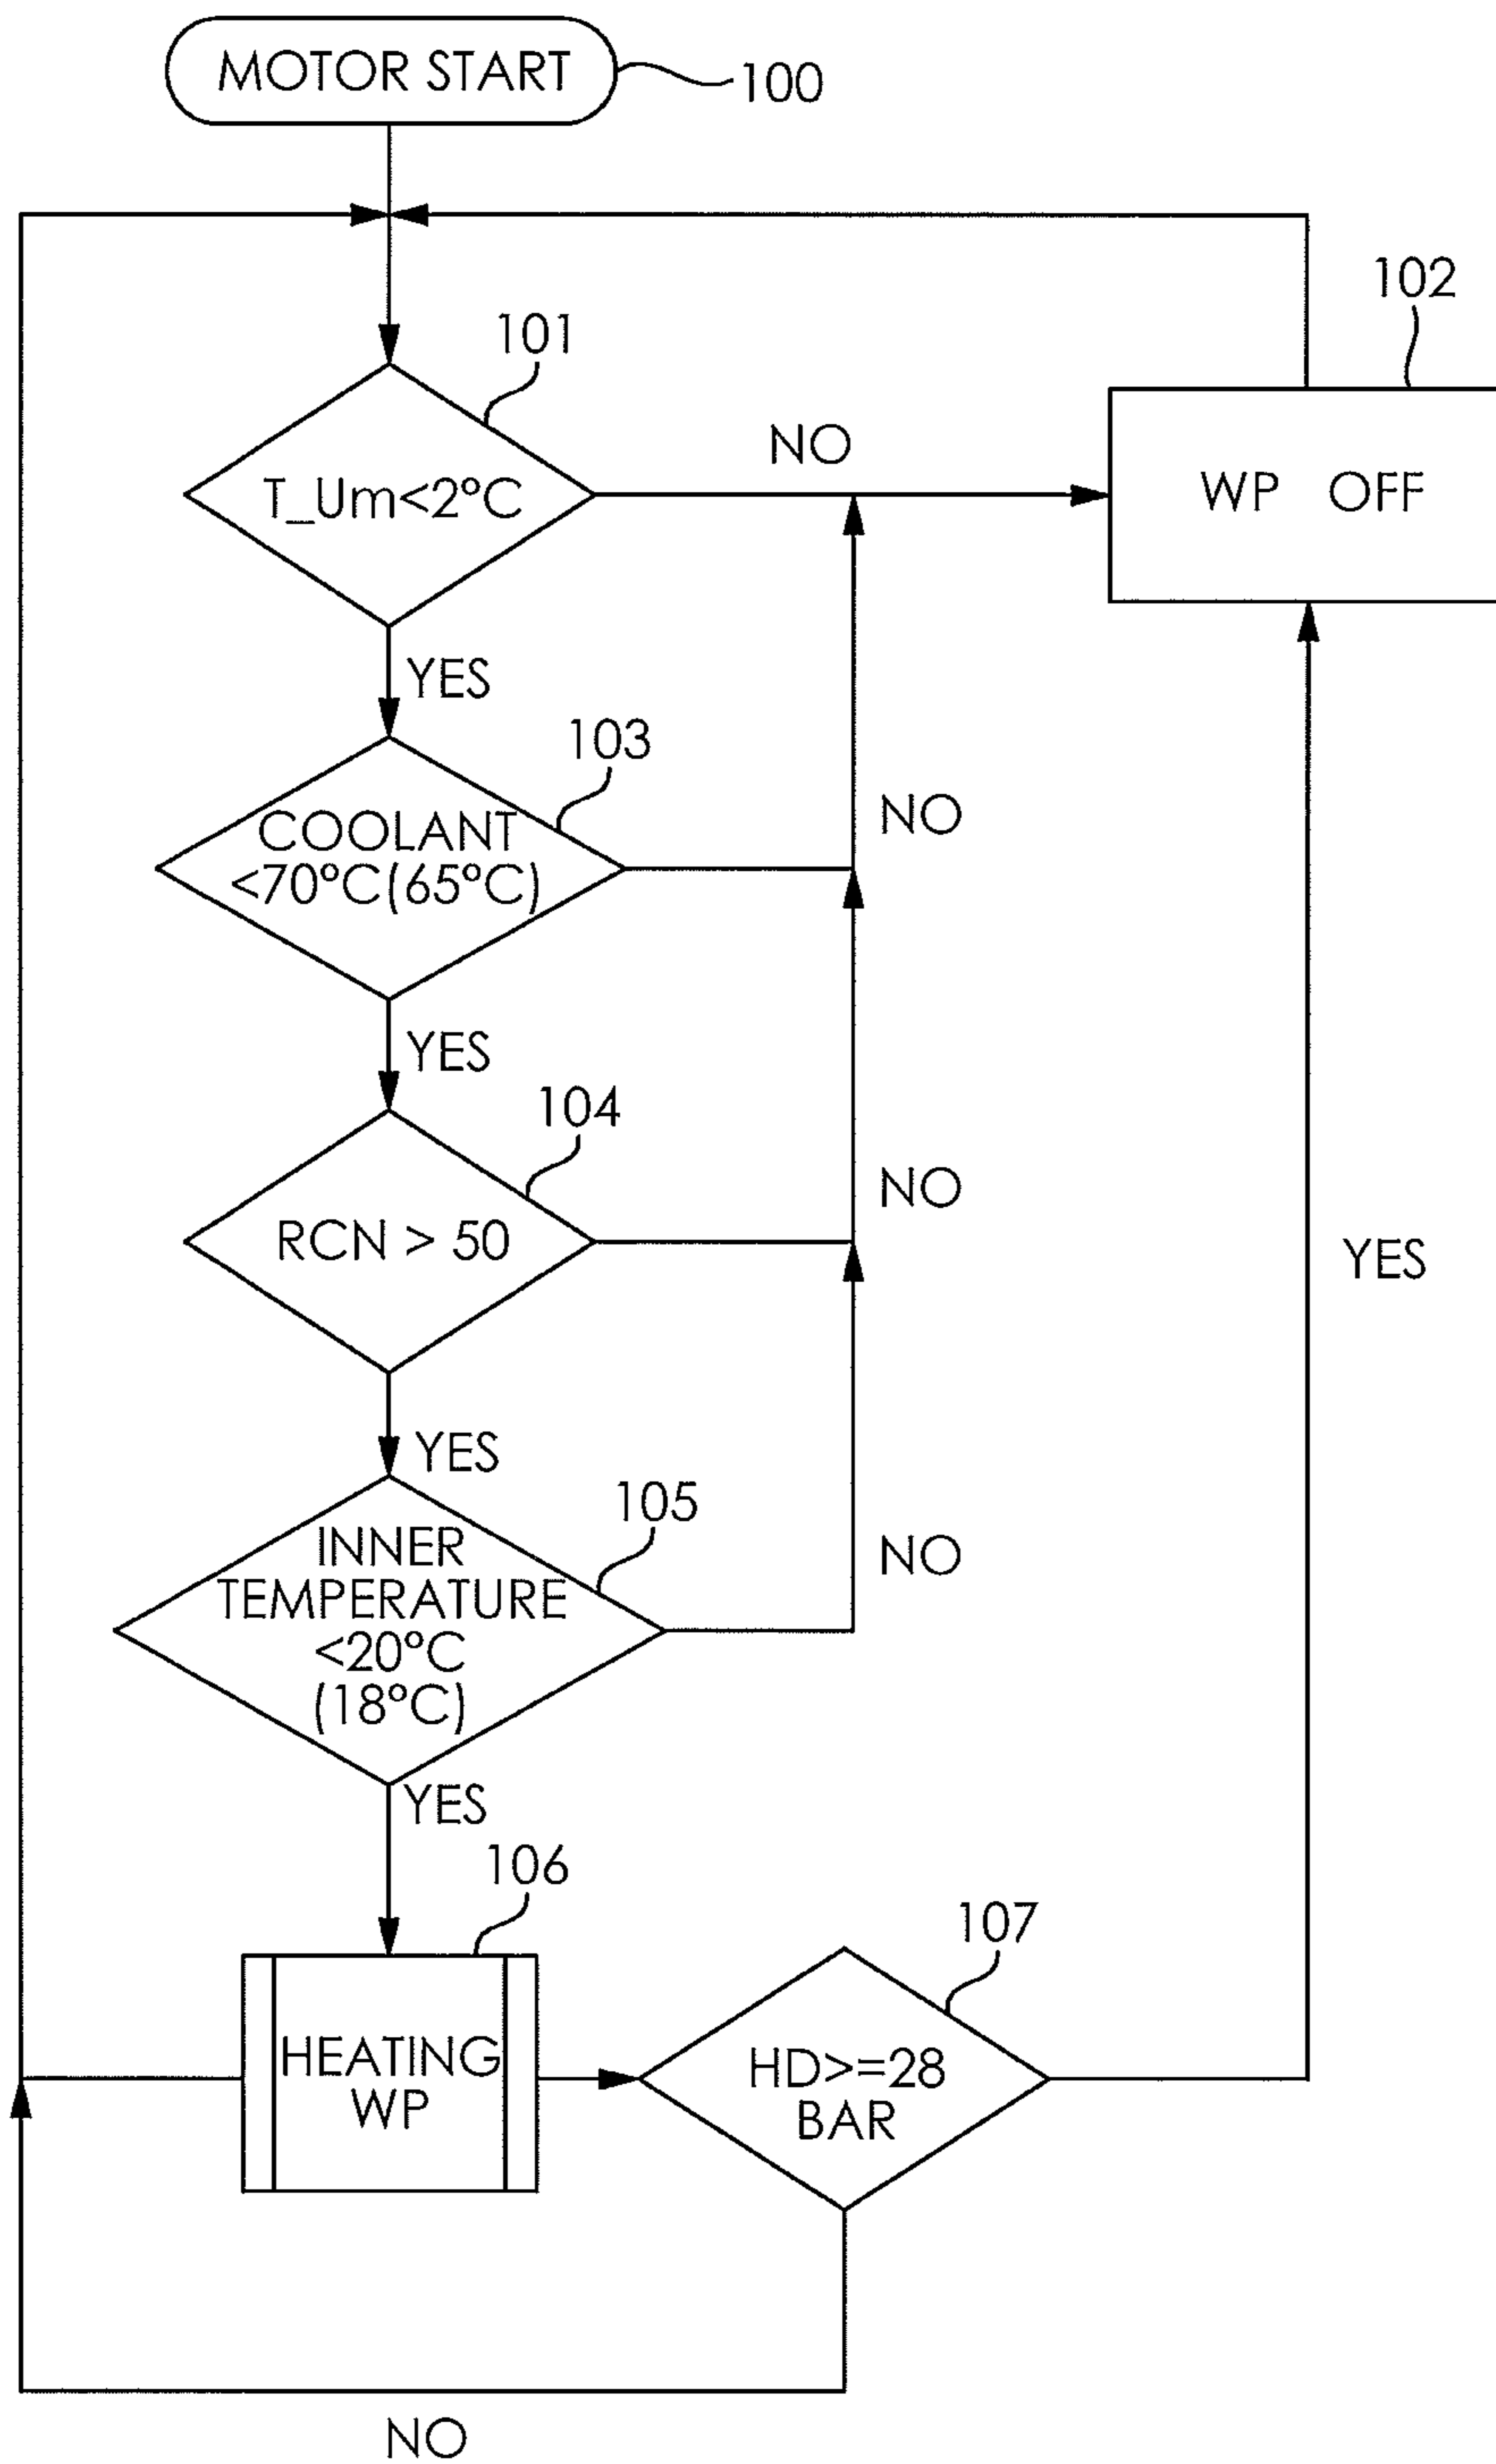 MOTOR START
100
101
102
T_Um<2°C
NO
WP OFF
YES
103
COOLANT
<70°C(65°C)
NO
YES
104
RCN > 50
NO
YES
YES
105
INNER
TEMPERATURE
<20°C
(18°C)
NO
YES
106
107
HEATING
WP
HD>=28
BAR
NO